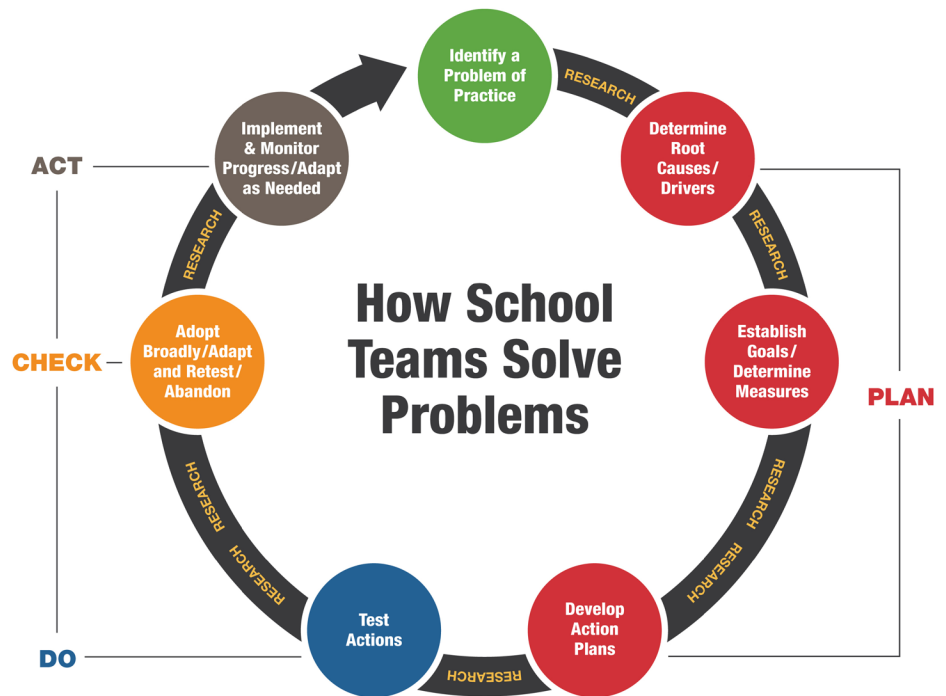 How School
Teams Solve
Problems
Identify a
Problem of
Practice
RESEARCH
Determine
Root
Causes/
Drivers
RESEARCH
Establish
Goals/
Determine
Measures
RESEARCH
RESEARCH
Develop
Action
Plans
RESEARCH
Test
Actions
RESEARCH
RESEARCH
Adopt
Broadly/Adapt
and Retest/
Abandon
RESEARCH
Implement
& Monitor
Progress/Adapt
as Needed
PLAN
DO
CHECK
ACT